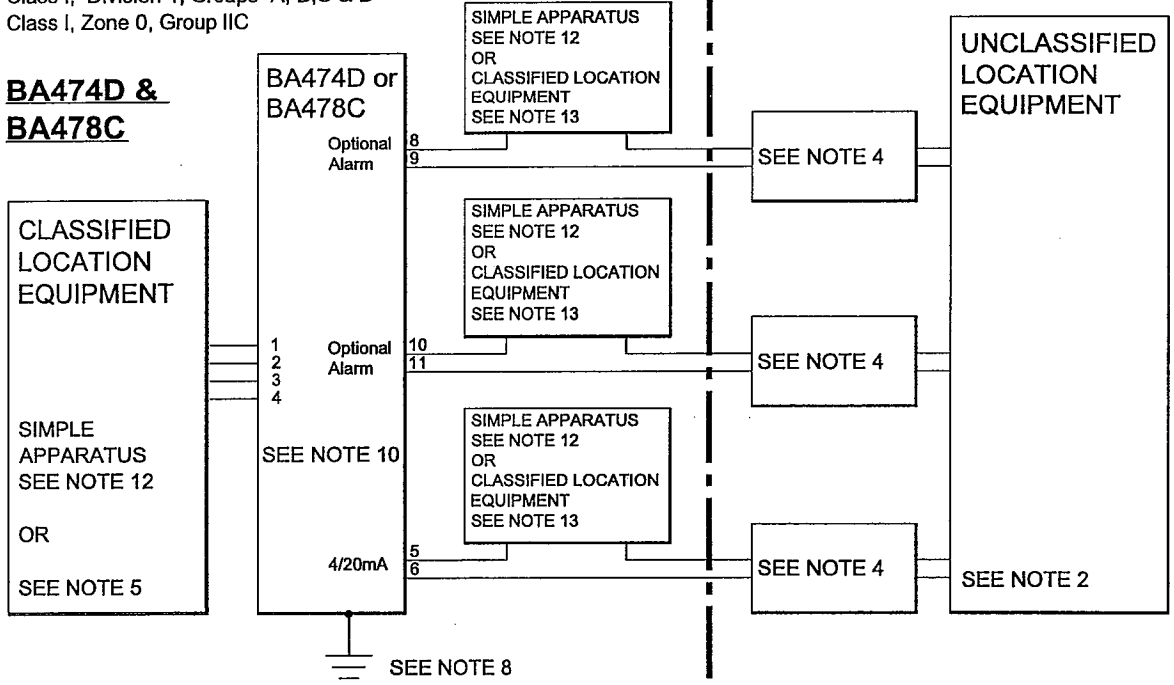 Class I, Division 1, Groups A, B,C & D
Class I, Zone 0, Group IIC
BA474D &
BA478C
CLASSIFIED
LOCATION
EQUIPMENT
SIMPLE
APPARATUS
SEE NOTE 12
OR
SEE NOTE 5
1
2
3
4
BA474D or
BA478C
Optional
Alarm
8
9
Optional
Alarm
10
11
SEE NOTE 10
4/20mA
5
6
SEE NOTE 8
SIMPLE APPARATUS
SEE NOTE 12
OR
CLASSIFIED LOCATION
EQUIPMENT
SEE NOTE 13
SIMPLE APPARATUS
SEE NOTE 12
OR
CLASSIFIED LOCATION
EQUIPMENT
SEE NOTE 13
SIMPLE APPARATUS
SEE NOTE 12
OR
CLASSIFIED LOCATION
EQUIPMENT
SEE NOTE 13
SEE NOTE 4
SEE NOTE 4
SEE NOTE 4
UNCLASSIFIED
LOCATION
EQUIPMENT
SEE NOTE 2